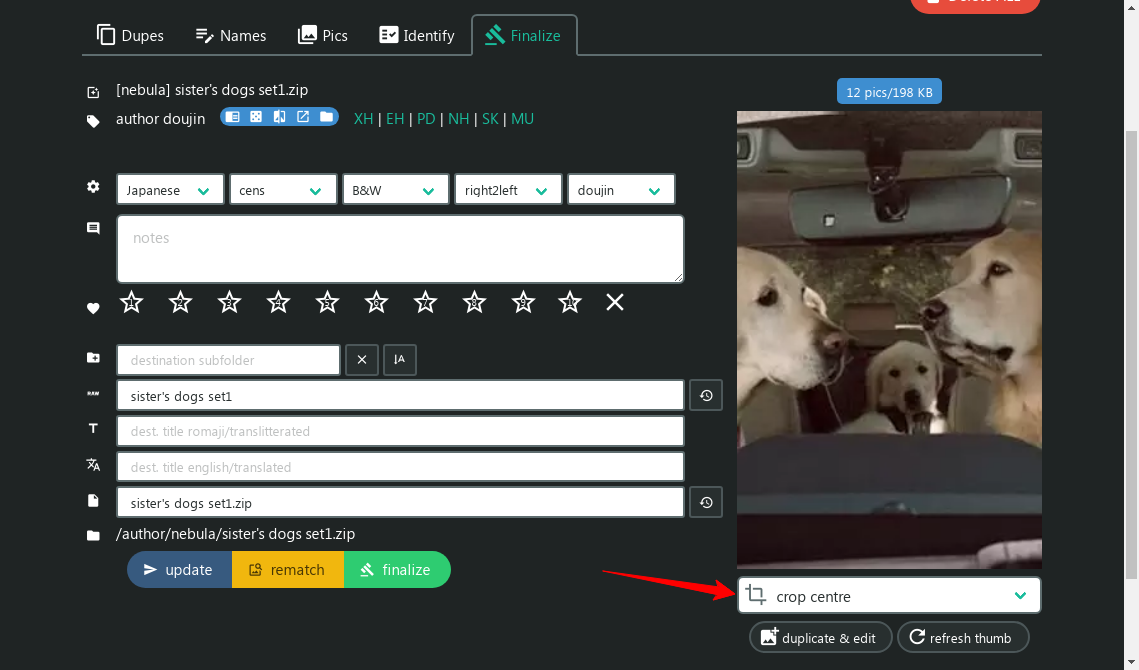 Dupes
Names
Pics
Identify
Finalize
[nebula] sister's dogs set1.zip
12 pics/198 KB
author doujin
XH | EH | PD | NH | SK | MU
Japanese
cens
B&W
right2left
doujin
notes
1 2 3 4 5 6 7 8 9 10
destination subfolder
RAW
sister's dogs set1
dest. title romaji/translitterated
dest. title english/translated
sister's dogs set1.zip
/author/nebula/sister's dogs set1.zip
update
rematch
finalize
crop centre
duplicate & edit
refresh thumb